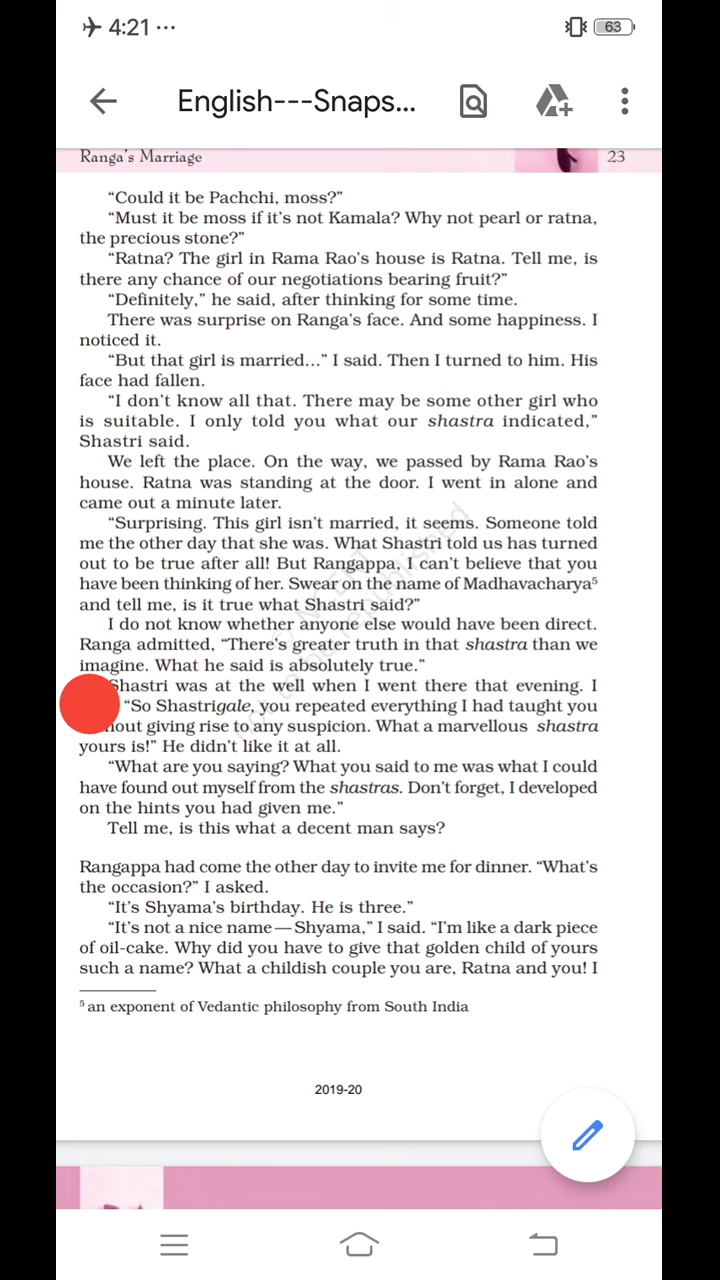 4:21 ...
63
English---Snaps...
Ranga's Marriage
23
"Could it be Pachchi, moss?"
"Must it be moss if it's not Kamala? Why not pearl or ratna,
the precious stone?"
"Ratna? The girl in Rama Rao's house is Ratna. Tell me, is
there any chance of our negotiations bearing fruit?"
"Definitely," he said, after thinking for some time.
There was surprise on Ranga's face. And some happiness. I
noticed it.
"But that girl is married..." I said. Then I turned to him. His
face had fallen.
"I don't know all that. There may be some other girl who
is suitable. I only told you what our shastra indicated,"
Shastri said.
We left the place. On the way, we passed by Rama Rao's
house. Ratna was standing at the door. I went in alone and
came out a minute later.
"Surprising. This girl isn't married, it seems. Someone told
me the other day that she was. What Shastri told us has turned
out to be true after all! But Rangappa, I can't believe that you
have been thinking of her. Swear on the name of Madhavacharya⁵
and tell me, is it true what Shastri said?"
I do not know whether anyone else would have been direct.
Ranga admitted, "There's greater truth in that shastra than we
imagine. What he said is absolutely true."
Shastri was at the well when I went there that evening. I
"So Shastrigale, you repeated everything I had taught you
out giving rise to any suspicion. What a marvellous shastra
yours is!" He didn't like it at all.
"What are you saying? What you said to me was what I could
have found out myself from the shastras. Don't forget, I developed
on the hints you had given me."
Tell me, is this what a decent man says?
Rangappa had come the other day to invite me for dinner. "What's
the occasion?" I asked.
"It's Shyama's birthday. He is three."
"It's not a nice name—Shyama," I said. "I'm like a dark piece
of oil-cake. Why did you have to give that golden child of yours
such a name? What a childish couple you are, Ratna and you! I
⁵ an exponent of Vedantic philosophy from South India
2019-20